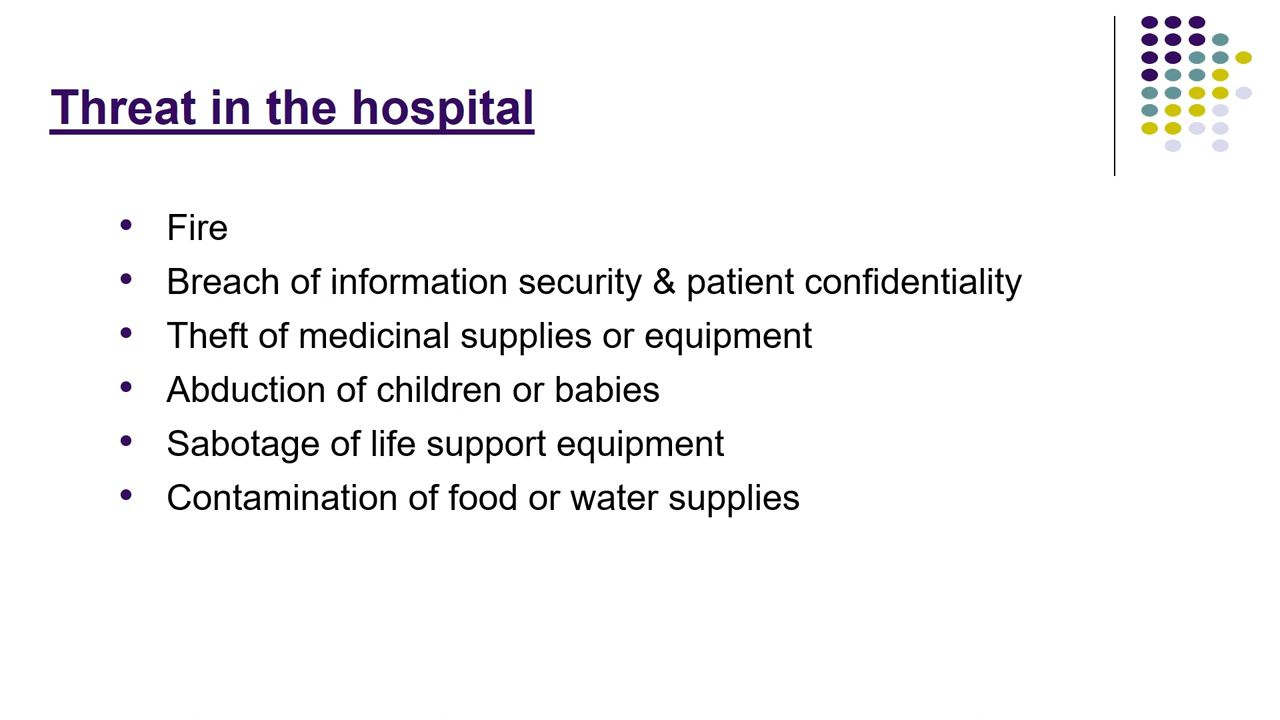 Threat in the hospital
• Fire
• Breach of information security & patient confidentiality
• Theft of medicinal supplies or equipment
• Abduction of children or babies
• Sabotage of life support equipment
• Contamination of food or water supplies